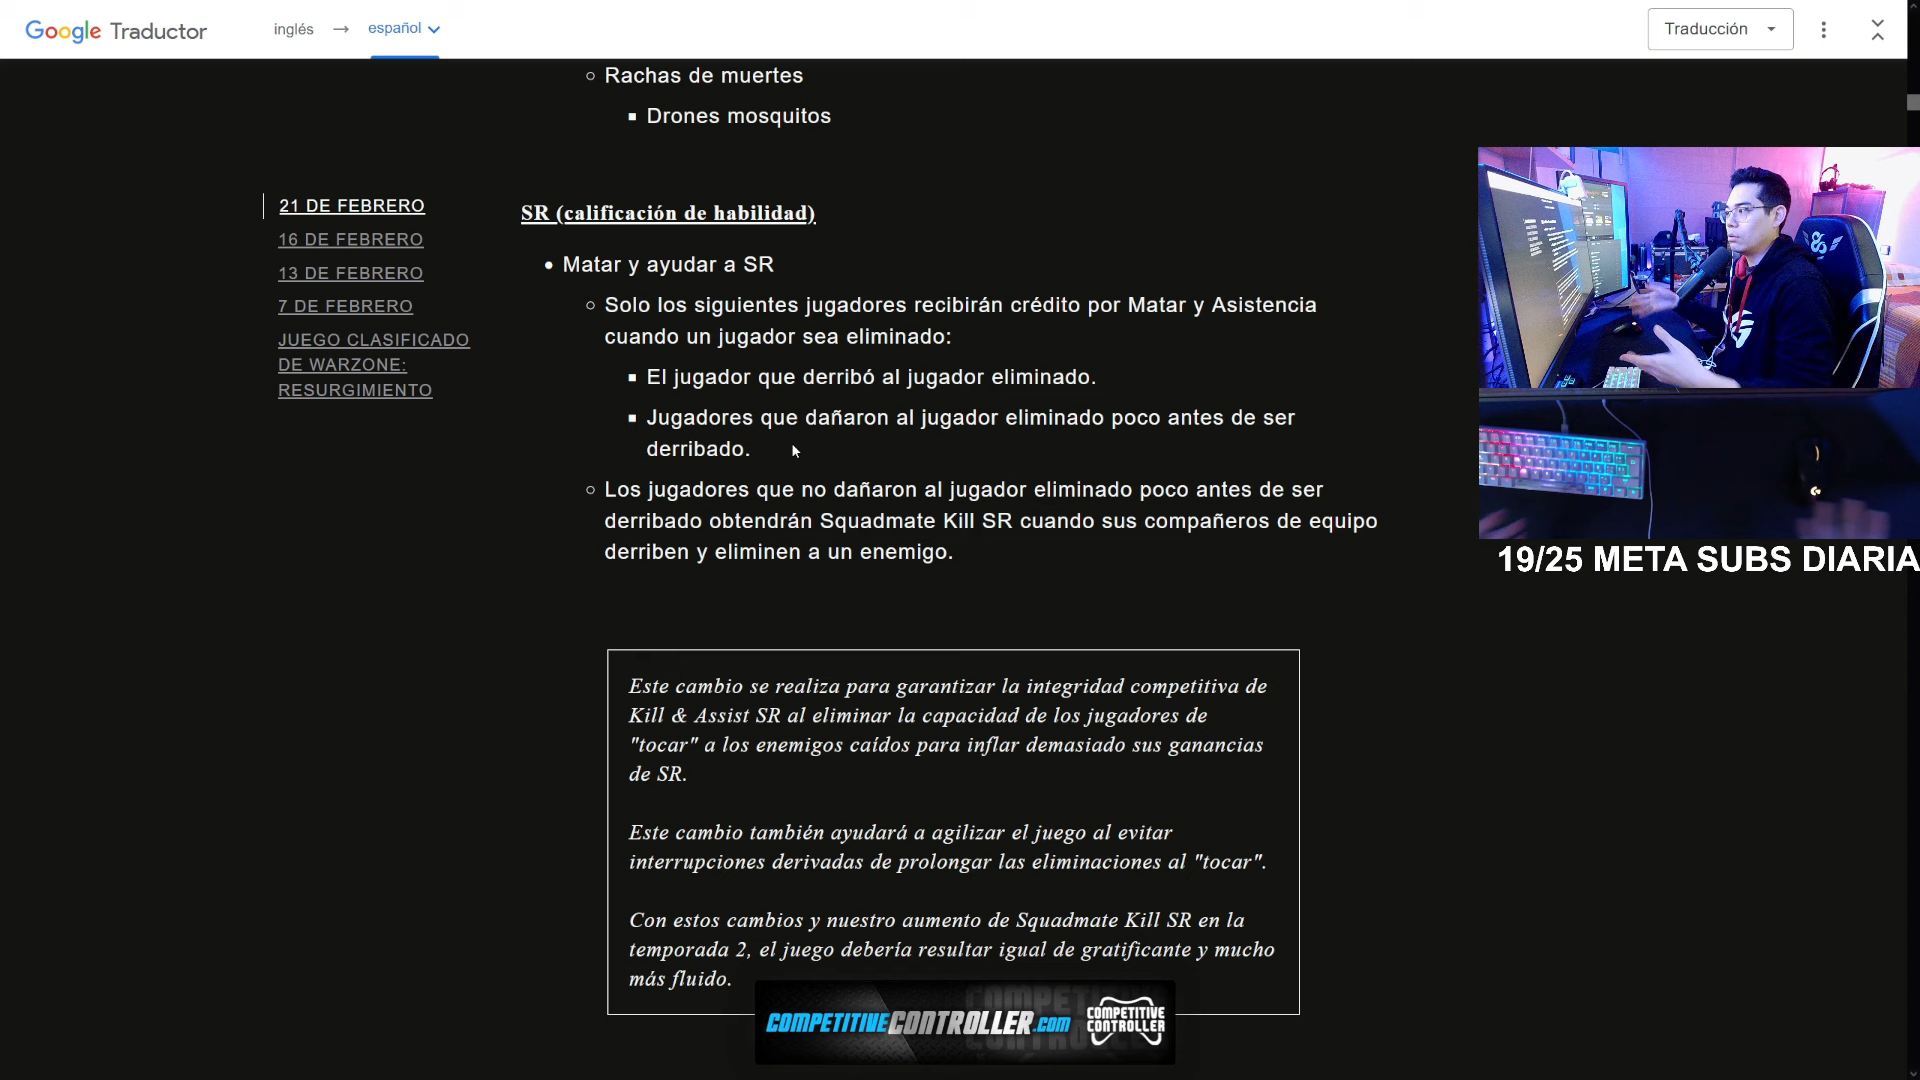 Google Traductor
inglés → español
Traducción
Rachas de muertes
Drones mosquitos
21 DE FEBRERO
16 DE FEBRERO
13 DE FEBRERO
7 DE FEBRERO
JUEGO CLASIFICADO
DE WARZONE:
RESURGIMIENTO
SR (calificación de habilidad)
Matar y ayudar a SR
Solo los siguientes jugadores recibirán crédito por Matar y Asistencia
cuando un jugador sea eliminado:
El jugador que derribó al jugador eliminado.
Jugadores que dañaron al jugador eliminado poco antes de ser
derribado.
Los jugadores que no dañaron al jugador eliminado poco antes de ser
derribado obtendrán Squadmate Kill SR cuando sus compañeros de equipo
derriben y eliminen a un enemigo.
Este cambio se realiza para garantizar la integridad competitiva de
Kill & Assist SR al eliminar la capacidad de los jugadores de
"tocar" a los enemigos caídos para inflar demasiado sus ganancias
de SR.
Este cambio también ayudará a agilizar el juego al evitar
interrupciones derivadas de prolongar las eliminaciones al "tocar".
Con estos cambios y nuestro aumento de Squadmate Kill SR en la
temporada 2, el juego debería resultar igual de gratificante y mucho
más fluido.
19/25 META SUBS DIARIA
COMPETITIVECONTROLLER.COM
COMPETITIVE
CONTROLLER